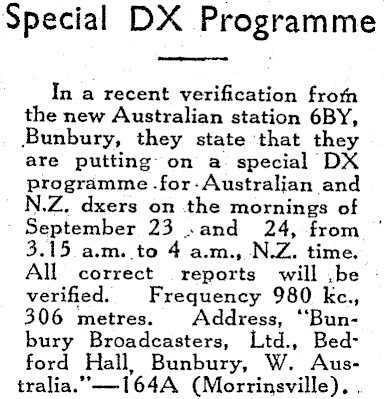 Special DX Programme
In a recent verification from
the new Australian station 6BY,
Bunbury, they state that they
are putting on a special DX
programme for Australian and
N.Z. dxers on the mornings of
September 23 and 24, from
3.15 a.m. to 4 a.m., N.Z. time.
All correct reports will be
verified. Frequency 980 kc.,
306 metres. Address, "Bun-
bury Broadcasters, Ltd., Bed-
ford Hall, Bunbury, W. Aus-
tralia."—164A (Morrinsville).